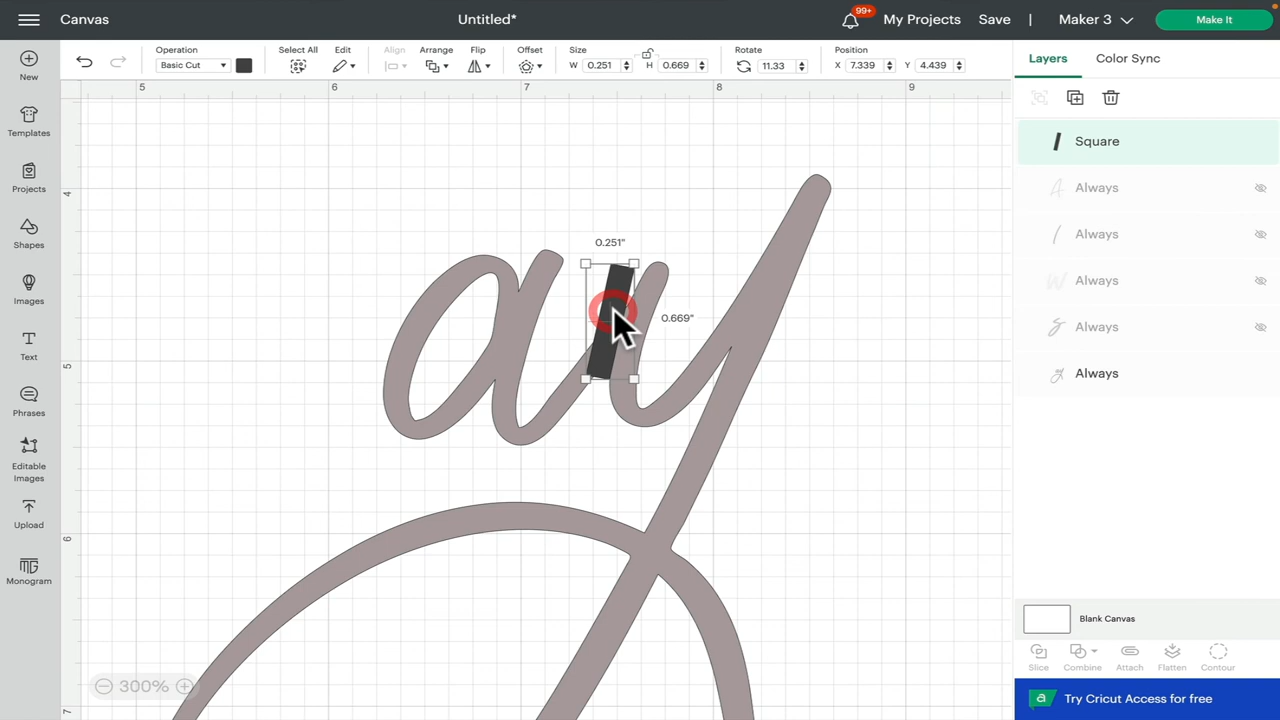 Canvas
Untitled*
99+
My Projects
Save
Maker 3
Make It
Operation
Basic Cut
Select All
Edit
Align
Arrange
Flip
Offset
Size
W 0.251
H 0.669
Rotate
11.33
Position
X 7.339
Y 4.439
New
Templates
Projects
Shapes
Images
Text
Phrases
Editable
Images
Upload
Monogram
5 6 7 8 9
4
5
6
7
0.251"
0.669"
ay
300%
Layers
Color Sync
Square
Always
Always
Always
Always
Always
Blank Canvas
Slice
Combine
Attach
Flatten
Contour
a Try Cricut Access for free